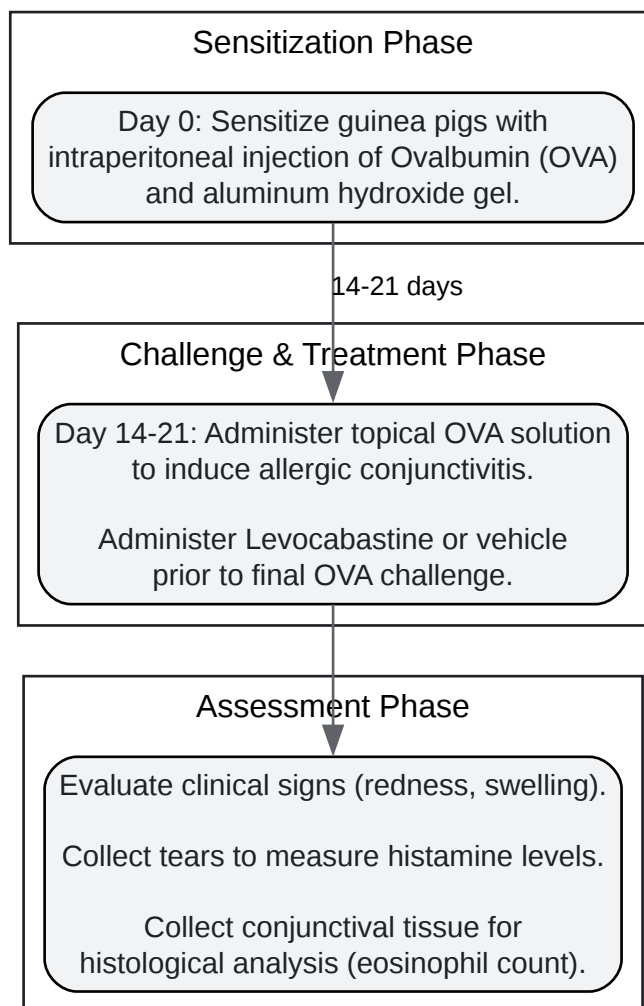 Sensitization Phase
Day 0: Sensitize guinea pigs with
intraperitoneal injection of Ovalbumin (OVA)
and aluminum hydroxide gel.
14-21 days
Challenge & Treatment Phase
Day 14-21: Administer topical OVA solution
to induce allergic conjunctivitis.
Administer Levocabastine or vehicle
prior to final OVA challenge.
Assessment Phase
Evaluate clinical signs (redness, swelling).
Collect tears to measure histamine levels.
Collect conjunctival tissue for
histological analysis (eosinophil count).